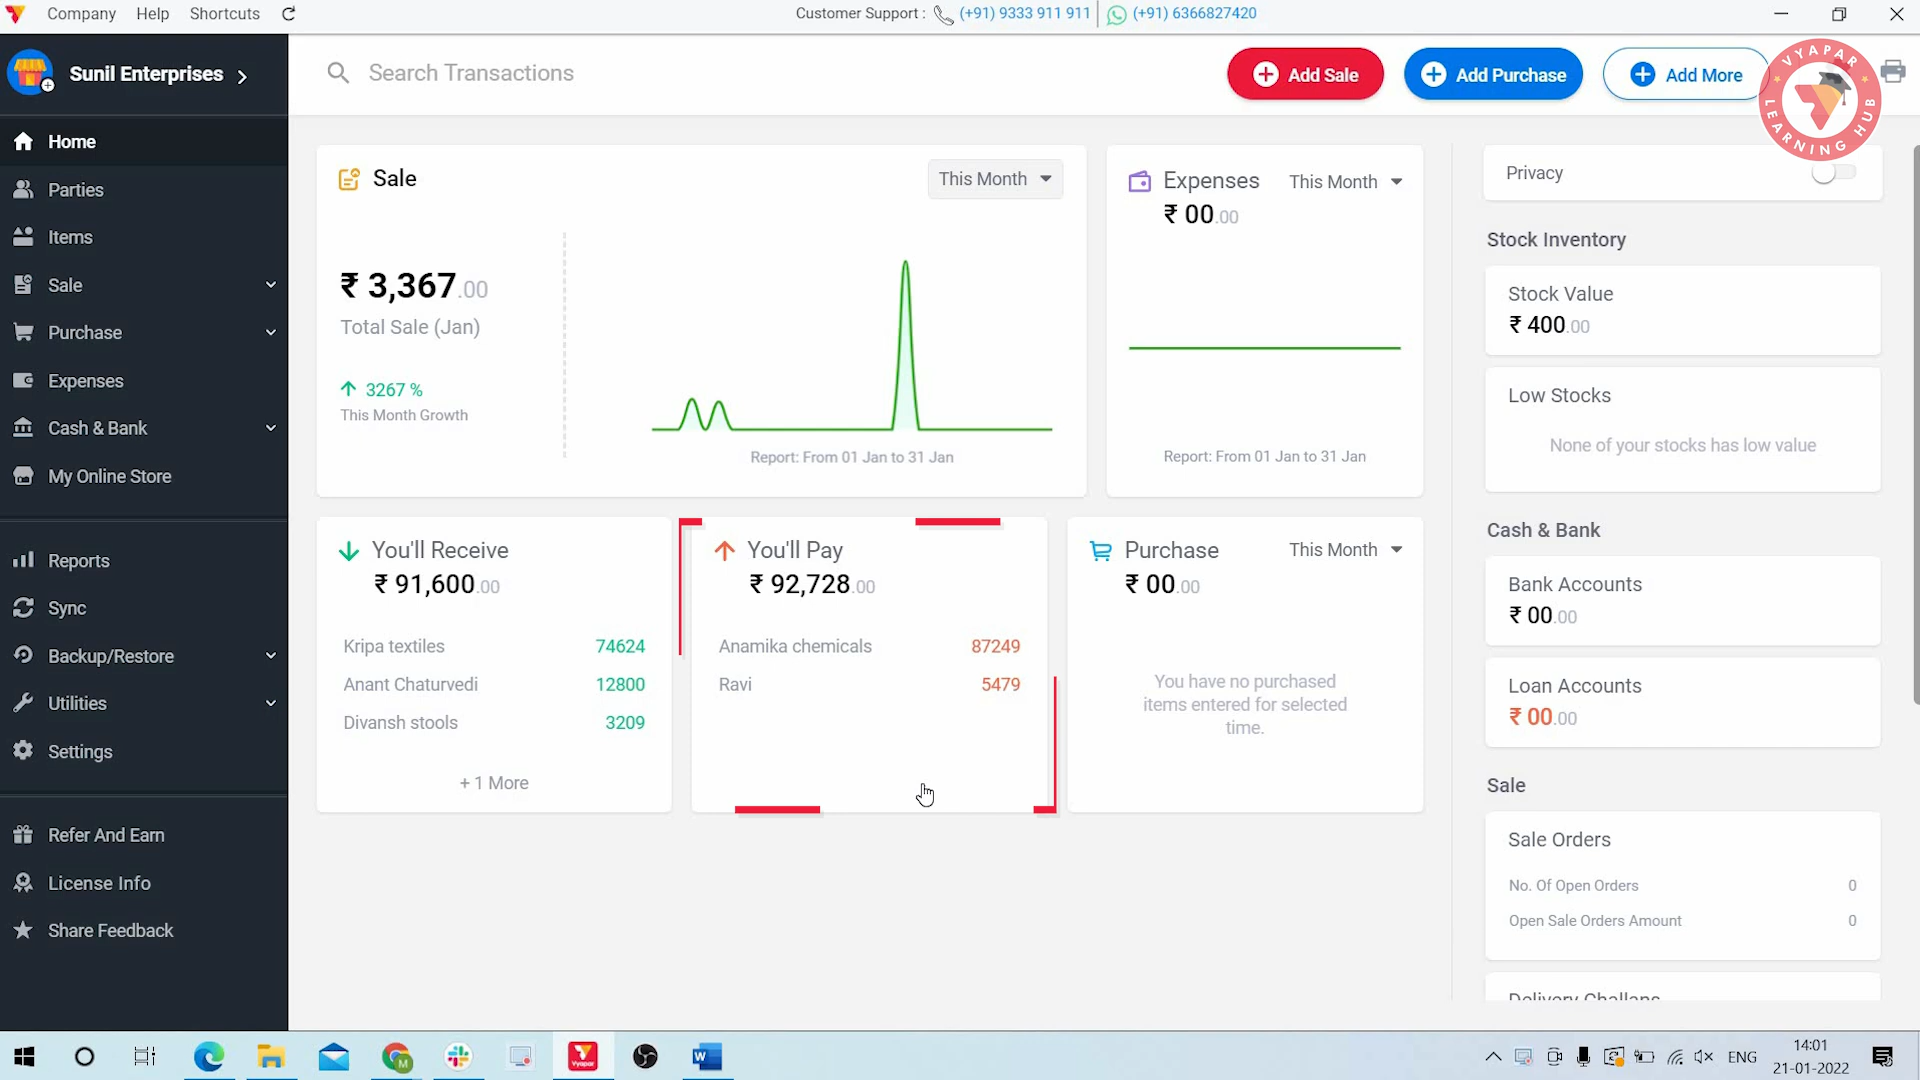 Company Help Shortcuts
Customer Support : (+91) 9333 911 911 (+91) 6366827420
Sunil Enterprises
Search Transactions
Add Sale
Add Purchase
Add More
VYAPAR
LEARNING HUB
Home
Parties
Items
Sale
Purchase
Expenses
Cash & Bank
My Online Store
Reports
Sync
Backup/Restore
Utilities
Settings
Refer And Earn
License Info
Share Feedback
Sale
This Month
₹ 3,367.00
Total Sale (Jan)
3267 %
This Month Growth
Report: From 01 Jan to 31 Jan
Expenses
This Month
₹ 00.00
Report: From 01 Jan to 31 Jan
You'll Receive
₹ 91,600.00
Kripa textiles 74624
Anant Chaturvedi 12800
Divansh stools 3209
+ 1 More
You'll Pay
₹ 92,728.00
Anamika chemicals 87249
Ravi 5479
Purchase
This Month
₹ 00.00
You have no purchased
items entered for selected
time.
Privacy
Stock Inventory
Stock Value
₹ 400.00
Low Stocks
None of your stocks has low value
Cash & Bank
Bank Accounts
₹ 00.00
Loan Accounts
₹ 00.00
Sale
Sale Orders
No. Of Open Orders 0
Open Sale Orders Amount 0
Delivery Challans
M
Vyapar
W
ENG
14:01
21-01-2022